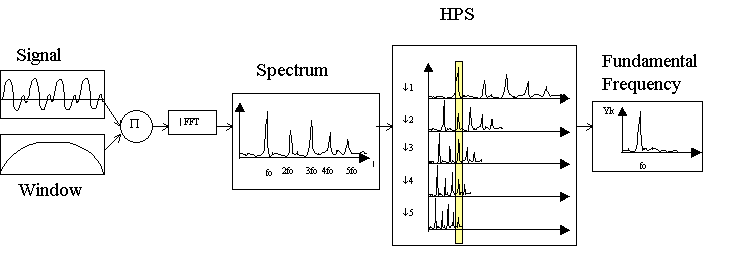 HPS
Signal
Spectrum
Fundamental
Frequency
Π
| FFT
↓1
↓2
↓3
↓4
↓5
Yk
fo
fo 2fo 3fo 4fo 5fo
Window